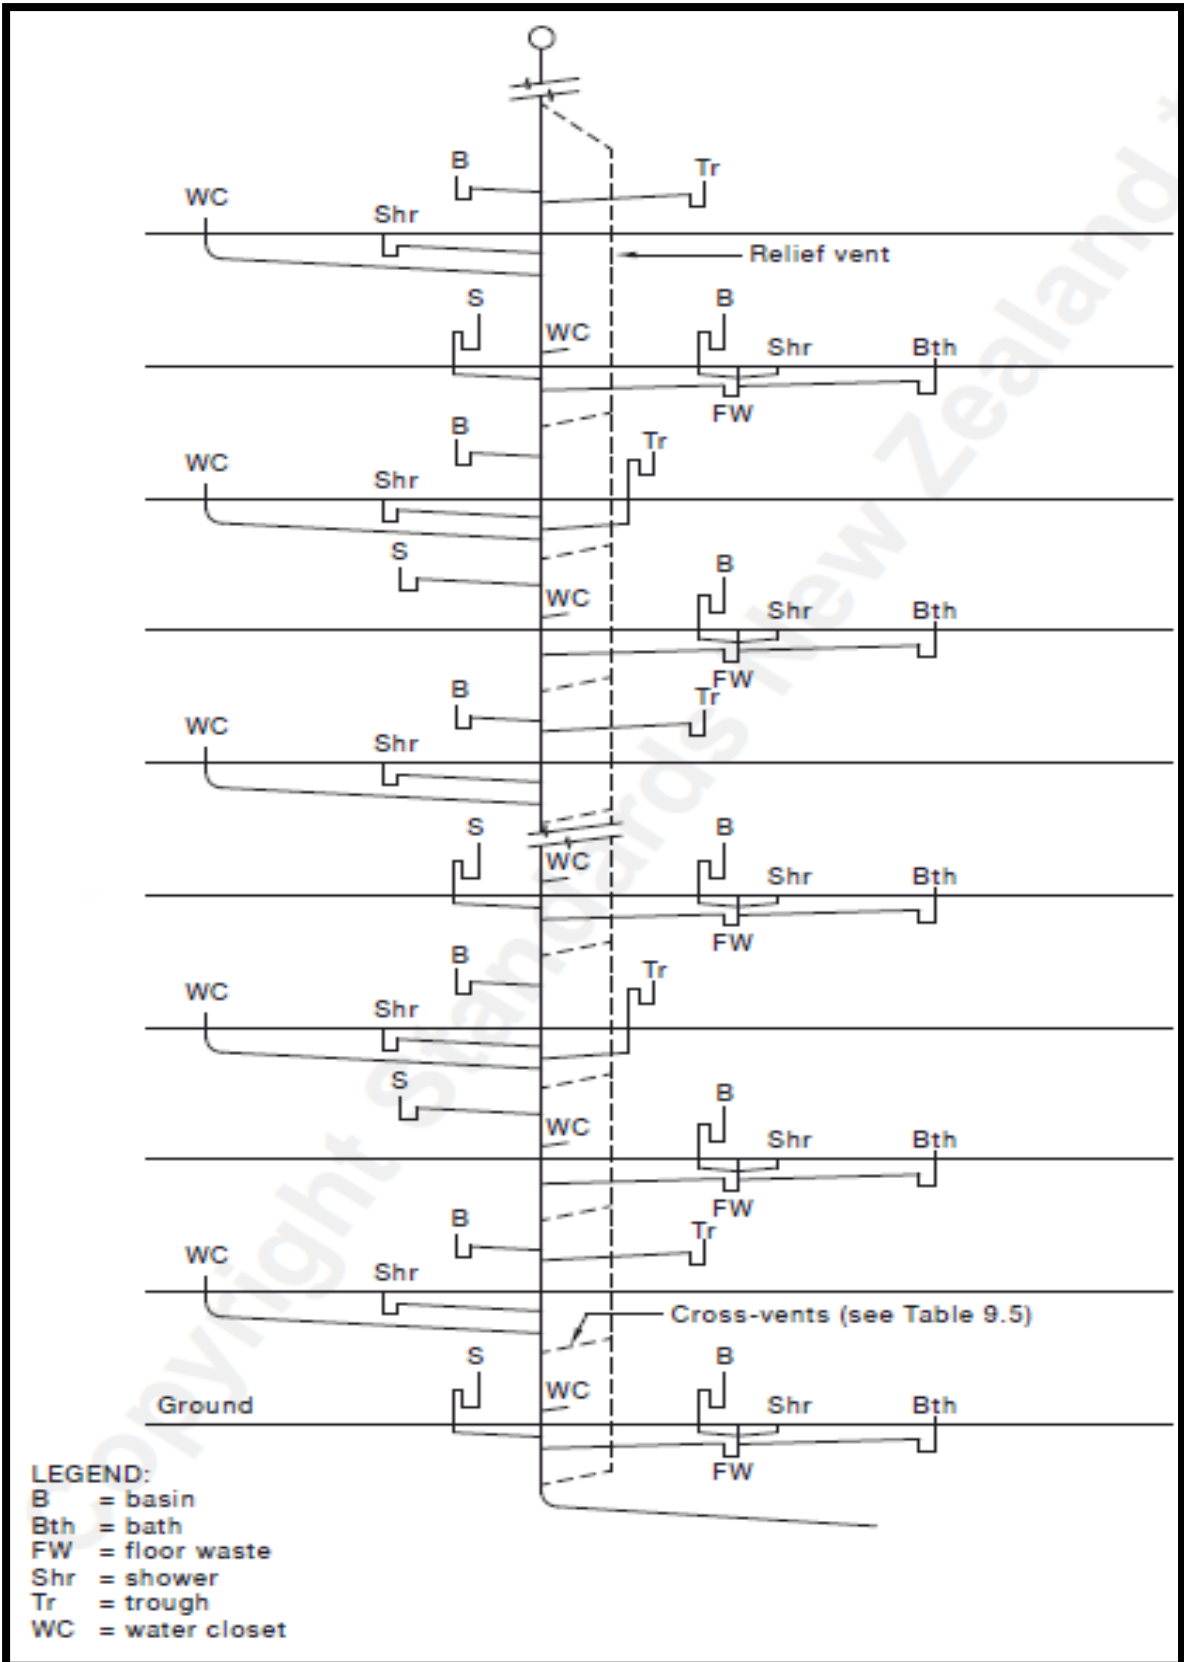 B
Tr
WC
Shr
Relief vent
S
B
WC
Shr
Bth
FW
B
Tr
WC
Shr
S
B
WC
Shr
Bth
FW
B
Tr
WC
Shr
S
B
WC
Shr
Bth
FW
B
Tr
WC
Shr
S
B
WC
Shr
Bth
FW
B
Tr
WC
Shr
Cross-vents (see Table 9.5)
S
B
WC
Ground
Shr
Bth
FW
LEGEND:
B = basin
Bth = bath
FW = floor waste
Shr = shower
Tr = trough
WC = water closet
Copyright Standards New Zealand *